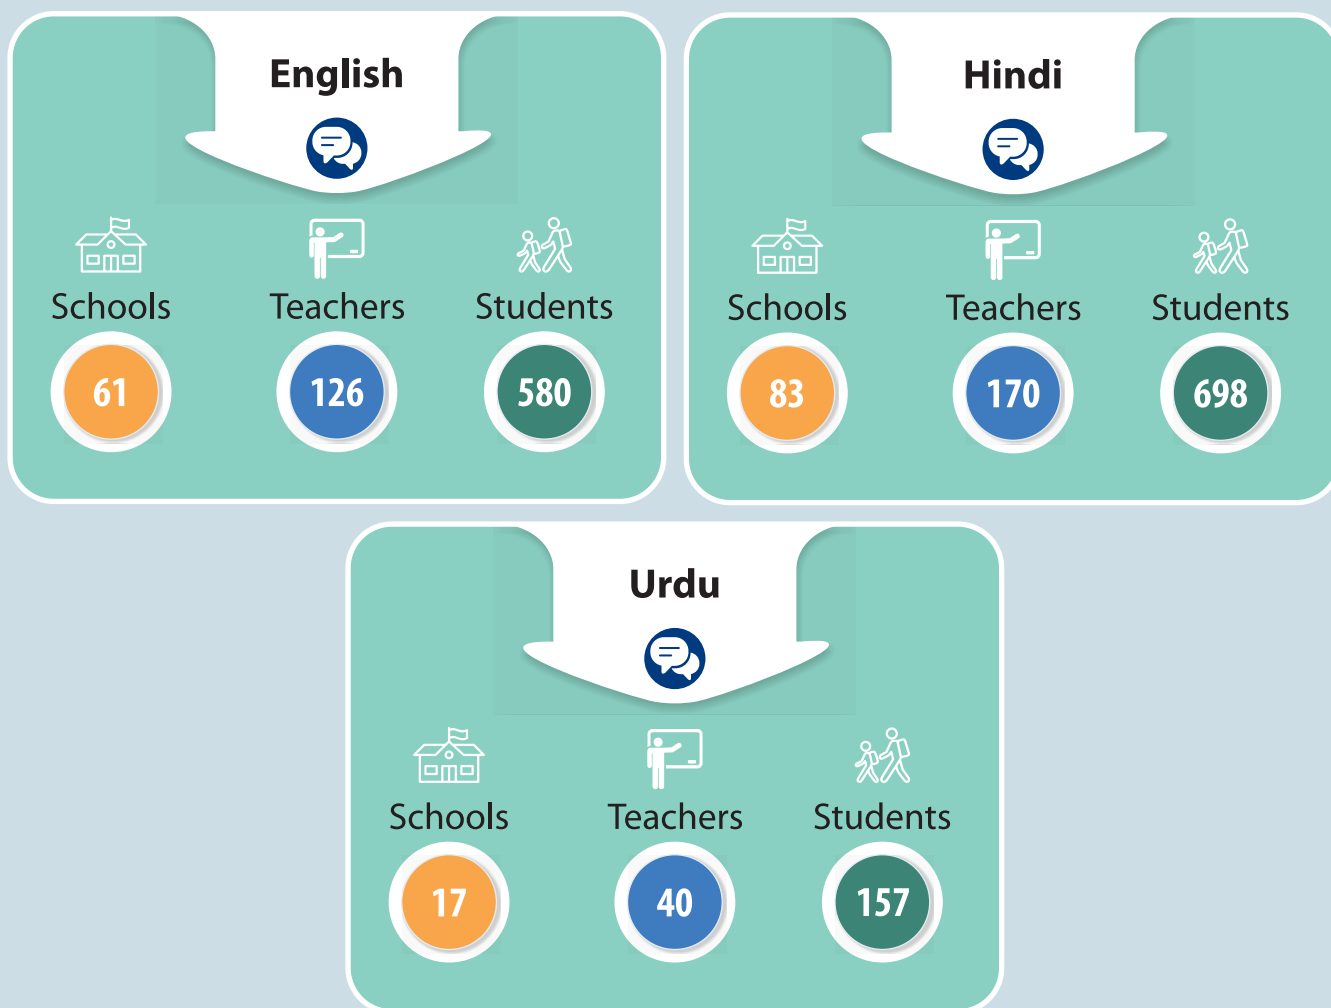 English
Schools Teachers Students
61 126 580
Hindi
Schools Teachers Students
83 170 698
Urdu
Schools Teachers Students
17 40 157